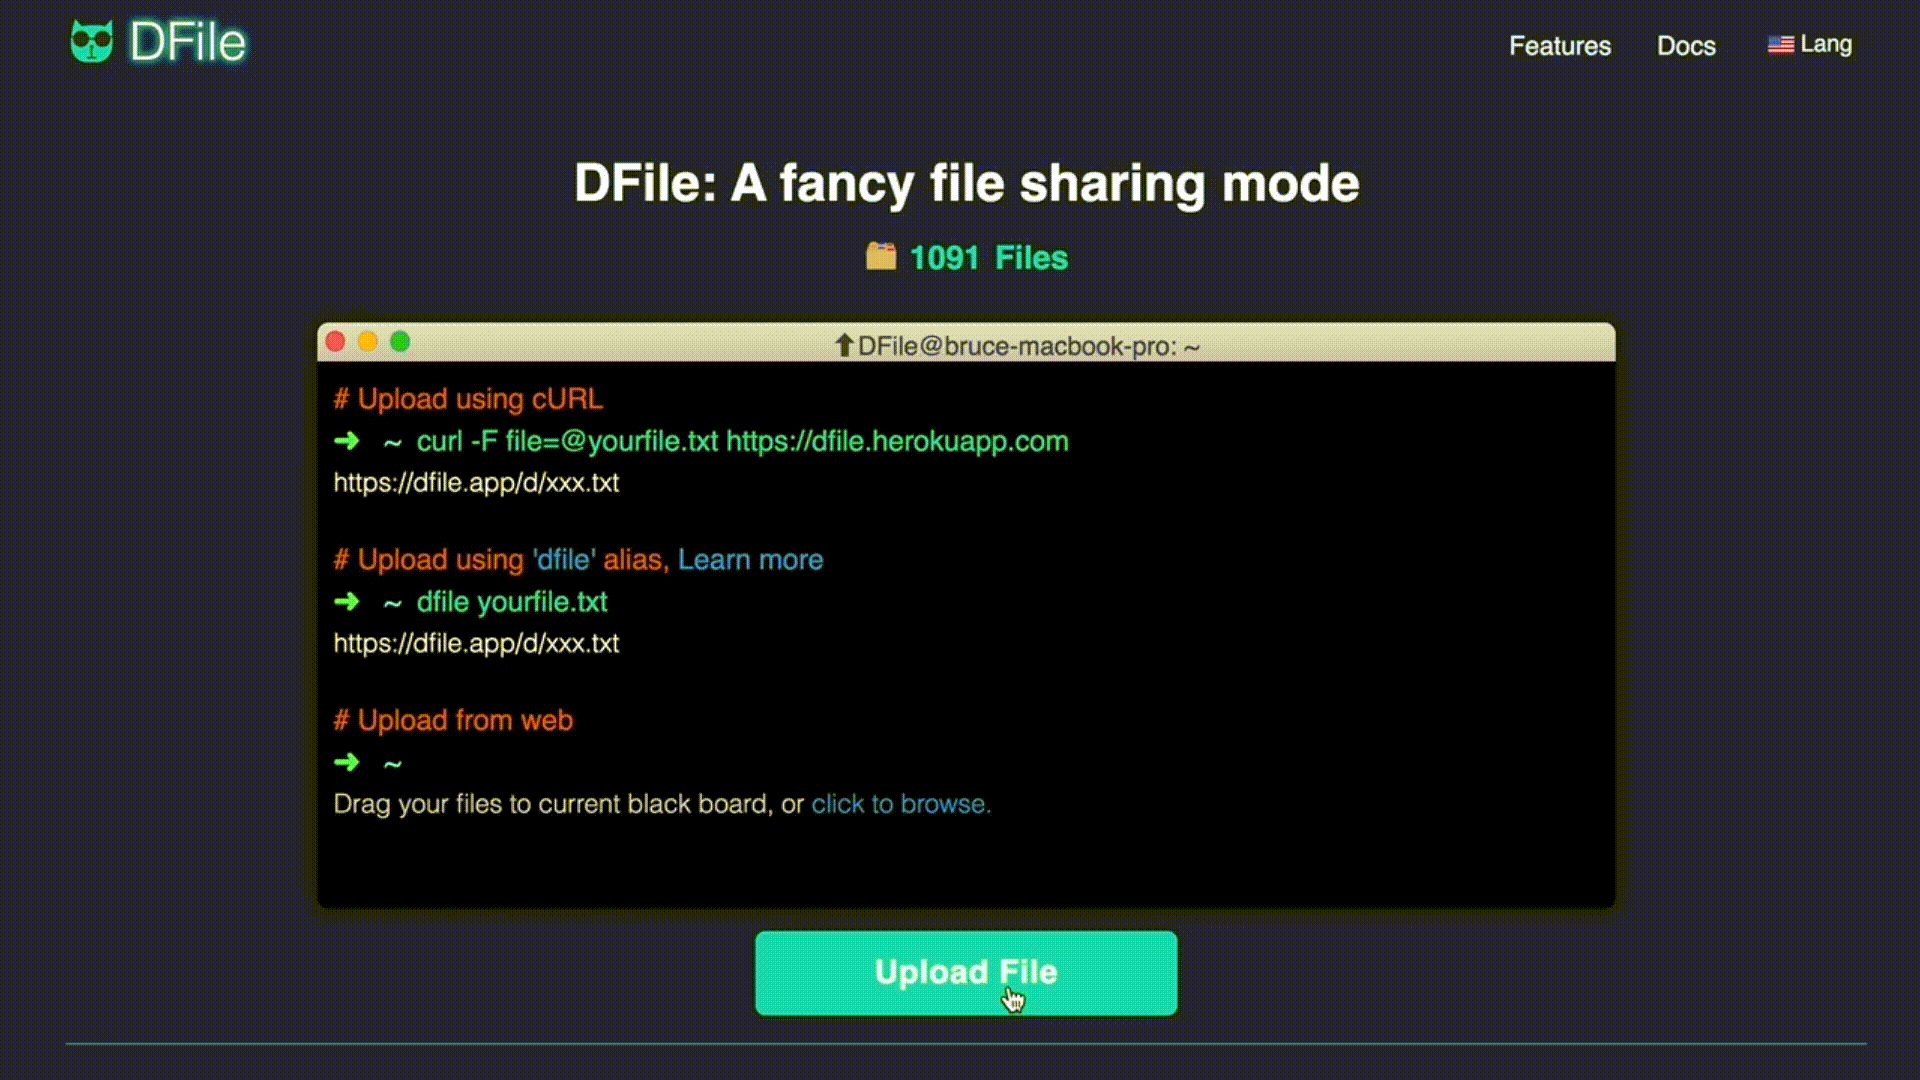 DFile
Features Docs Lang
DFile: A fancy file sharing mode
1091 Files
DFile@bruce-macbook-pro: ~
# Upload using cURL
➜ ~ curl -F file=@yourfile.txt https://dfile.herokuapp.com
https://dfile.app/d/xxx.txt
# Upload using 'dfile' alias, Learn more
➜ ~ dfile yourfile.txt
https://dfile.app/d/xxx.txt
# Upload from web
➜ ~
Drag your files to current black board, or click to browse.
Upload File